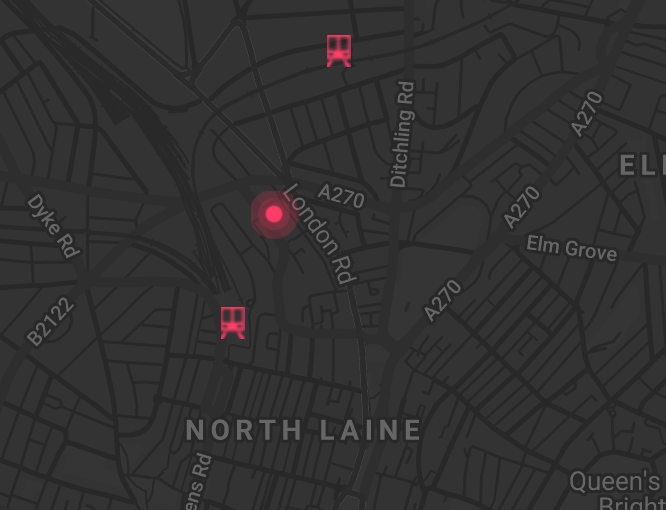 Ditchling Rd
A270
ELI
A270
London Rd
A270
Dyke Rd
Elm Grove
A270
B2122
NORTH LAINE
ens Rd
Queen's
Bright